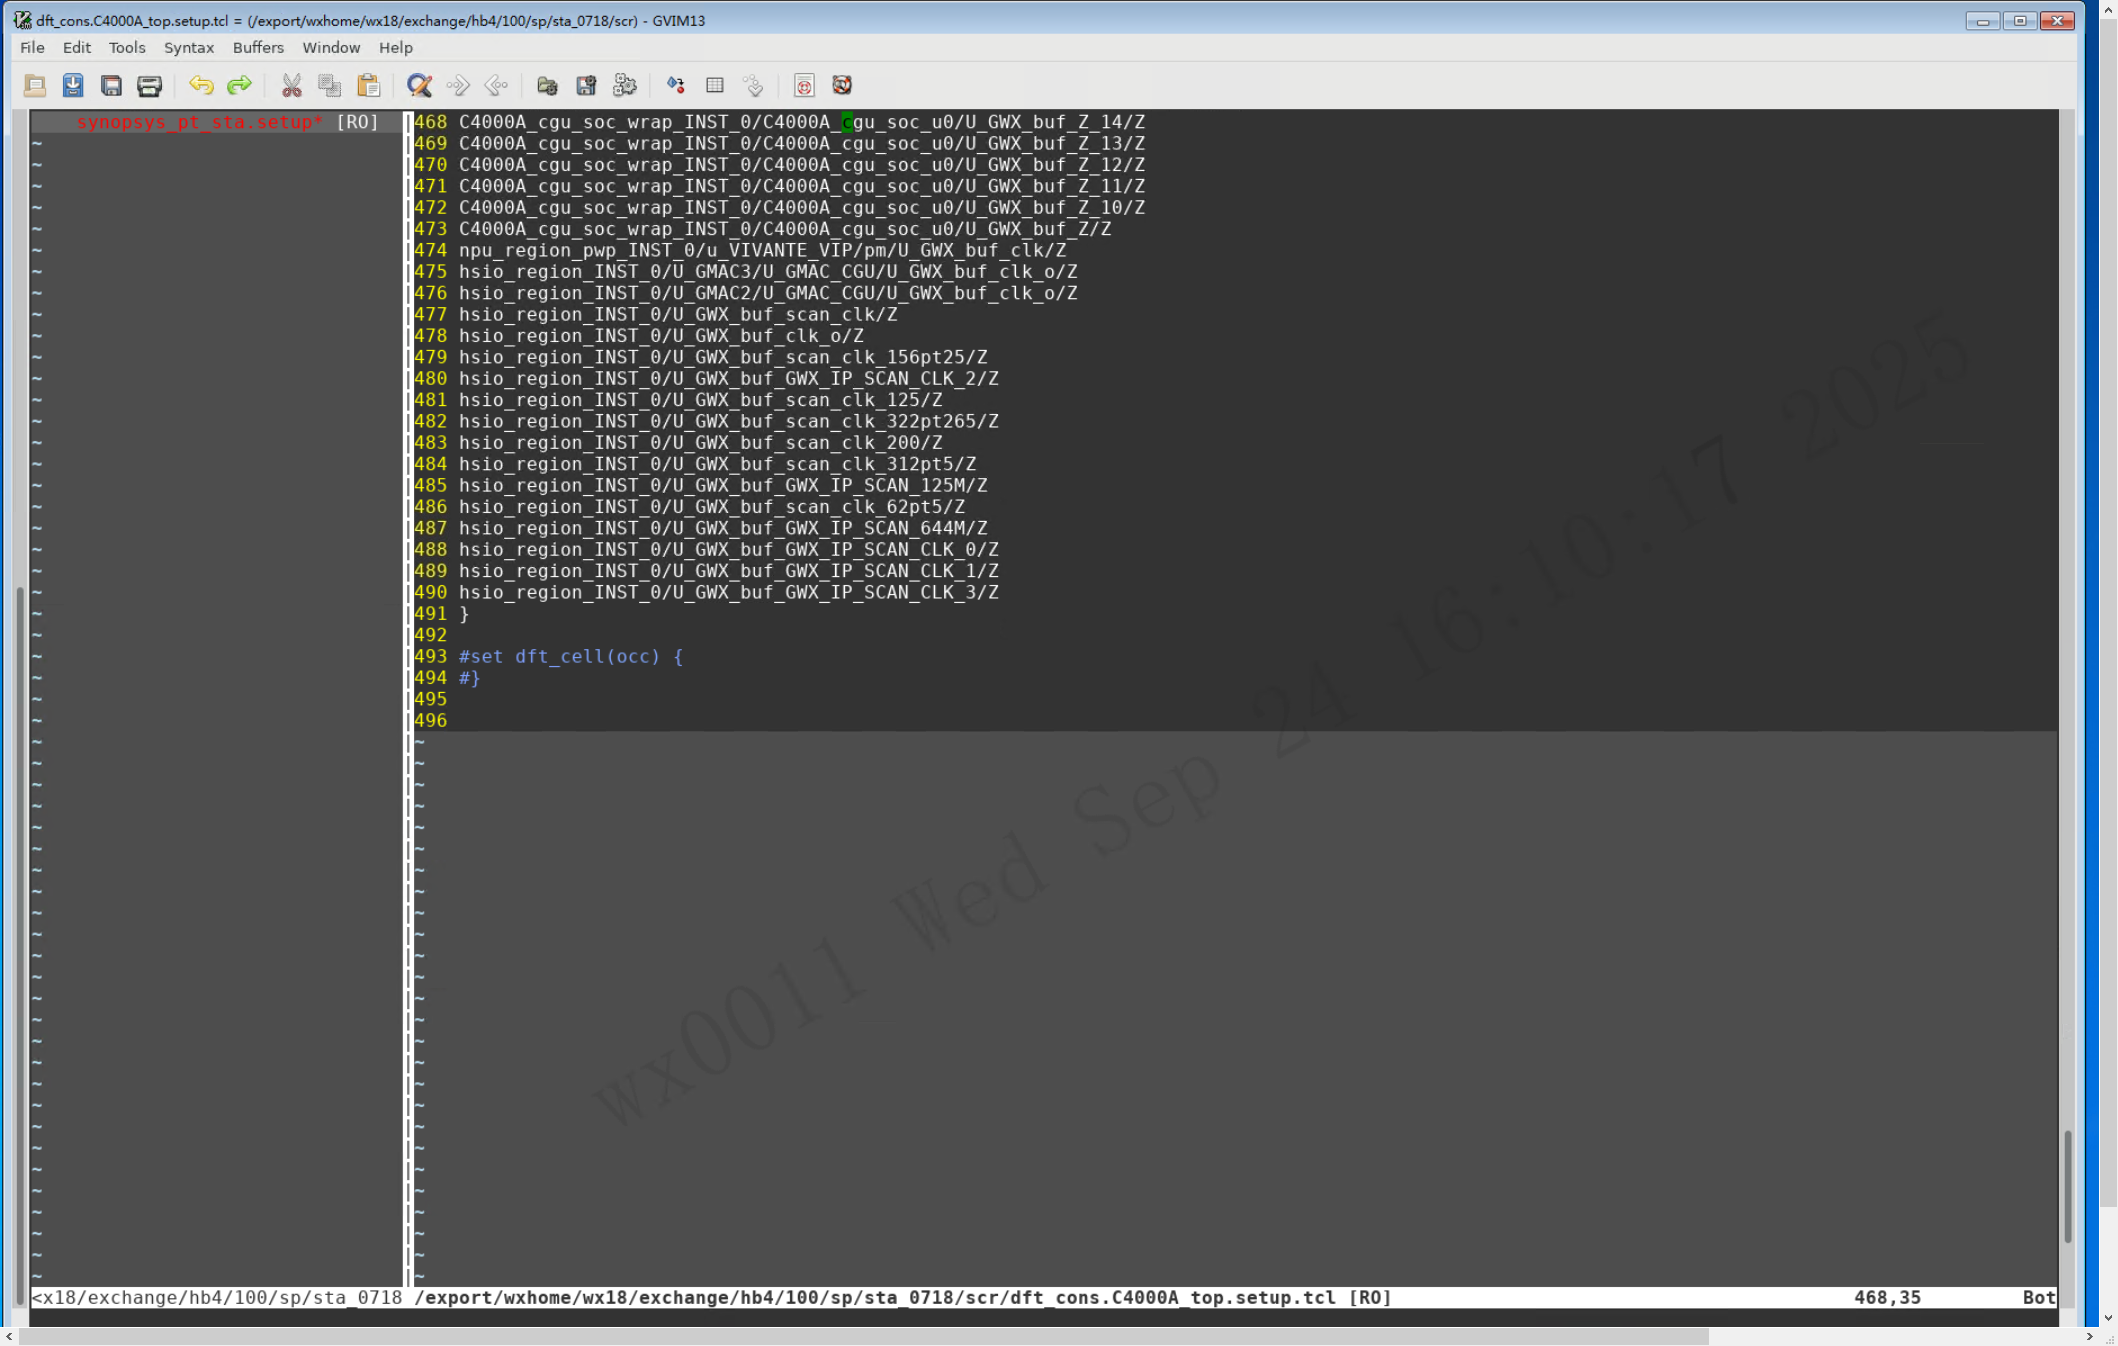 dft_cons.C4000A_top.setup.tcl = (/export/wxhome/wx18/exchange/hb4/100/sp/sta_0718/scr) - GVIM13
File Edit Tools Syntax Buffers Window Help
synopsys_pt_sta.setup* [RO]
468 C4000A_cgu_soc_wrap_INST_0/C4000A_cgu_soc_u0/U_GWX_buf_Z_14/Z
469 C4000A_cgu_soc_wrap_INST_0/C4000A_cgu_soc_u0/U_GWX_buf_Z_13/Z
470 C4000A_cgu_soc_wrap_INST_0/C4000A_cgu_soc_u0/U_GWX_buf_Z_12/Z
471 C4000A_cgu_soc_wrap_INST_0/C4000A_cgu_soc_u0/U_GWX_buf_Z_11/Z
472 C4000A_cgu_soc_wrap_INST_0/C4000A_cgu_soc_u0/U_GWX_buf_Z_10/Z
473 C4000A_cgu_soc_wrap_INST_0/C4000A_cgu_soc_u0/U_GWX_buf_Z/Z
474 npu_region_pwp_INST_0/u_VIVANTE_VIP/pm/U_GWX_buf_clk/Z
475 hsio_region_INST_0/U_GMAC3/U_GMAC_CGU/U_GWX_buf_clk_o/Z
476 hsio_region_INST_0/U_GMAC2/U_GMAC_CGU/U_GWX_buf_clk_o/Z
477 hsio_region_INST_0/U_GWX_buf_scan_clk/Z
478 hsio_region_INST_0/U_GWX_buf_clk_o/Z
479 hsio_region_INST_0/U_GWX_buf_scan_clk_156pt25/Z
480 hsio_region_INST_0/U_GWX_buf_GWX_IP_SCAN_CLK_2/Z
481 hsio_region_INST_0/U_GWX_buf_scan_clk_125/Z
482 hsio_region_INST_0/U_GWX_buf_scan_clk_322pt265/Z
483 hsio_region_INST_0/U_GWX_buf_scan_clk_200/Z
484 hsio_region_INST_0/U_GWX_buf_scan_clk_312pt5/Z
485 hsio_region_INST_0/U_GWX_buf_GWX_IP_SCAN_125M/Z
486 hsio_region_INST_0/U_GWX_buf_scan_clk_62pt5/Z
487 hsio_region_INST_0/U_GWX_buf_GWX_IP_SCAN_644M/Z
488 hsio_region_INST_0/U_GWX_buf_GWX_IP_SCAN_CLK_0/Z
489 hsio_region_INST_0/U_GWX_buf_GWX_IP_SCAN_CLK_1/Z
490 hsio_region_INST_0/U_GWX_buf_GWX_IP_SCAN_CLK_3/Z
491 }
492
493 #set dft_cell(occ) {
494 #}
495
496
wx0011 Wed Sep 24 16:10:17 2025
<x18/exchange/hb4/100/sp/sta_0718 /export/wxhome/wx18/exchange/hb4/100/sp/sta_0718/scr/dft_cons.C4000A_top.setup.tcl [RO] 468,35 Bot